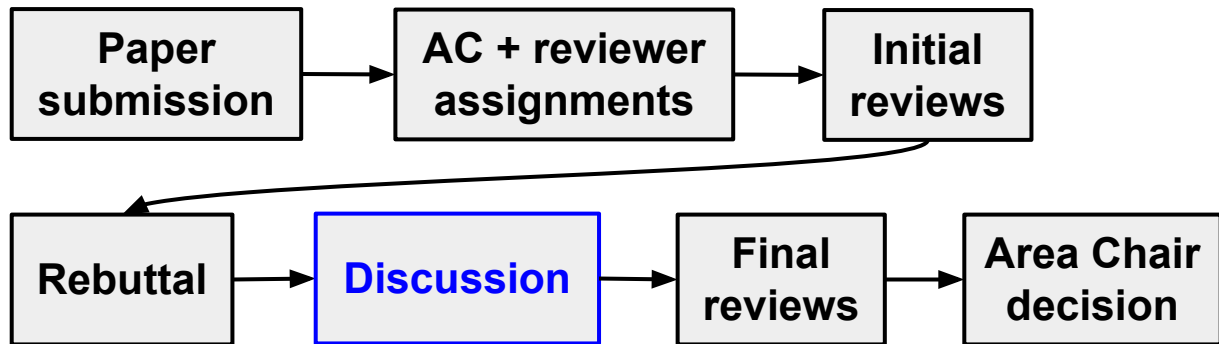 Paper
submission
AC + reviewer
assignments
Initial
reviews
Rebuttal
Discussion
Final
reviews
Area Chair
decision